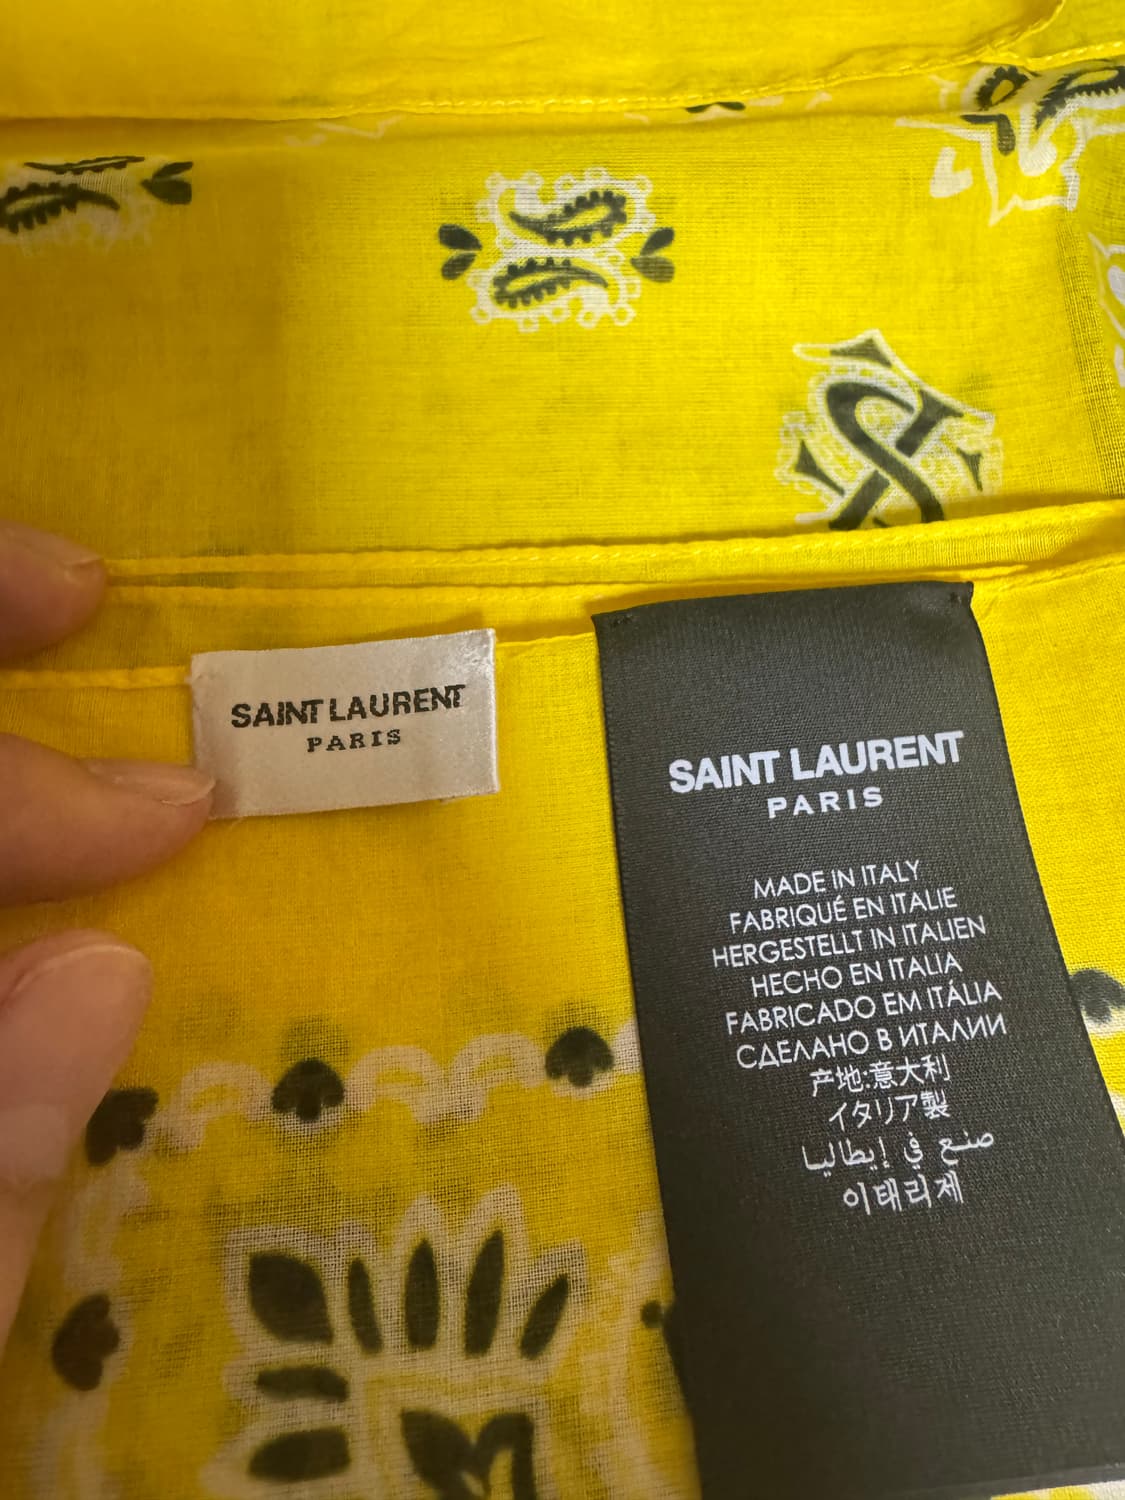 SAINT LAURENT
PARIS
SAINT LAURENT
PARIS
MADE IN ITALY
FABRIQUÉ EN ITALIE
HERGESTELLT IN ITALIEN
HECHO EN ITALIA
FABRICADO EM ITÁLIA
СДЕЛАНО В ИТАЛИИ
产地:意大利
イタリア製
صنع في إيطاليا
이태리제